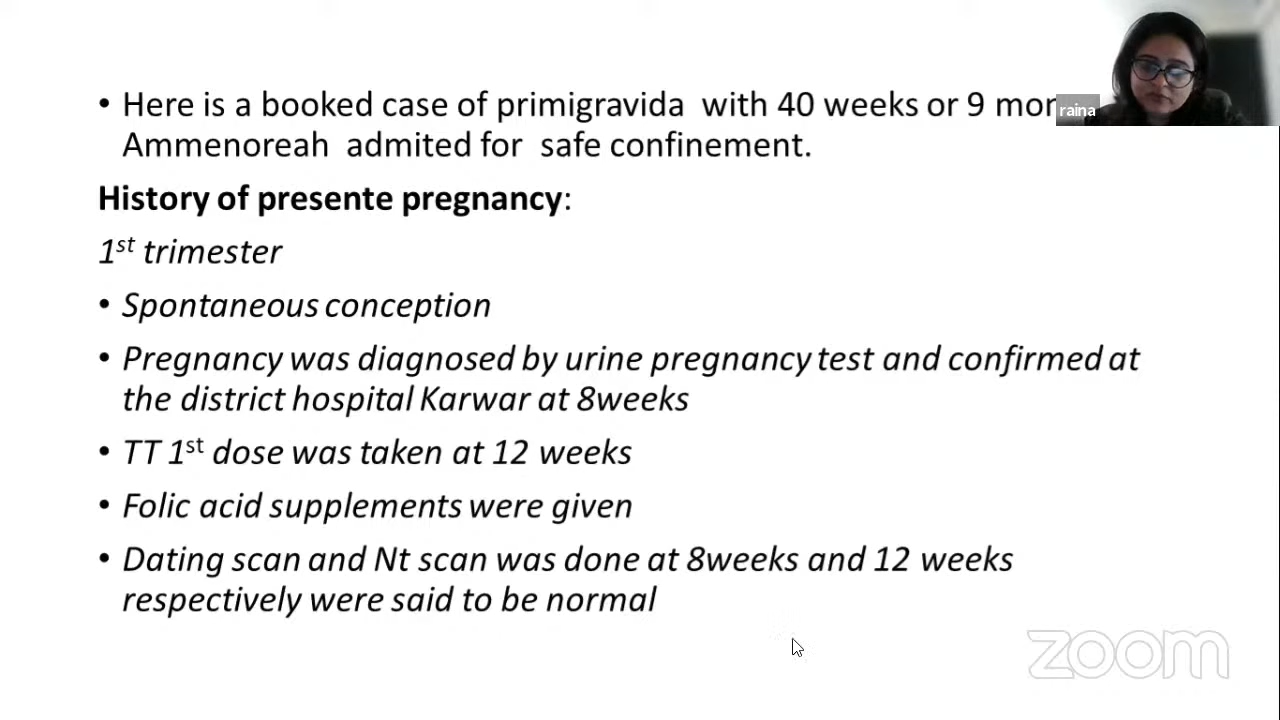 • Here is a booked case of primigravida with 40 weeks or 9
Ammenoreah admited for safe confinement.
History of presente pregnancy:
1st trimester
• Spontaneous conception
• Pregnancy was diagnosed by urine pregnancy test and confirmed at
the district hospital Karwar at 8weeks
• TT 1st dose was taken at 12 weeks
• Folic acid supplements were given
• Dating scan and Nt scan was done at 8weeks and 12 weeks
respectively were said to be normal
raina
zoom